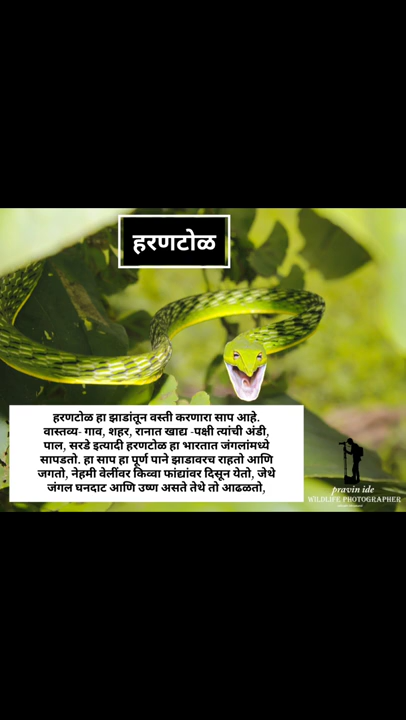 हरणटोळ
हरणटोळ हा झाडांतून वस्ती करणारा साप आहे.
वास्तव्य- गाव, शहर, रानात खाद्य -पक्षी त्यांची अंडी,
पाल, सरडे इत्यादी हरणटोळ हा भारतात जंगलांमध्ये
सापडतो. हा साप हा पूर्ण पाने झाडावरच राहतो आणि
जगतो, नेहमी वेलींवर किंव्वा फांद्यांवर दिसून येतो, जेथे
जंगल घनदाट आणि उष्ण असते तेथे तो आढळतो,
pravin ide
WILDLIFE PHOTOGRAPHER